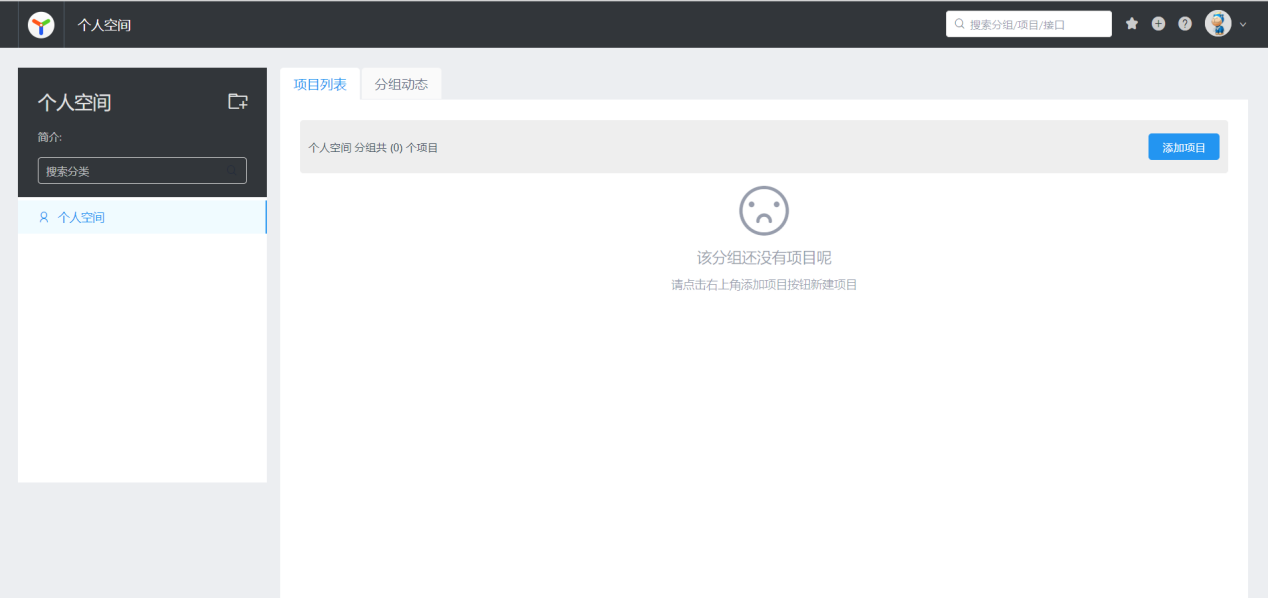 个人空间
搜索分组/项目/接口
个人空间
简介:
搜索分类
个人空间
项目列表
分组动态
个人空间 分组共 (0) 个项目
添加项目
该分组还没有项目呢
请点击右上角添加项目按钮新建项目